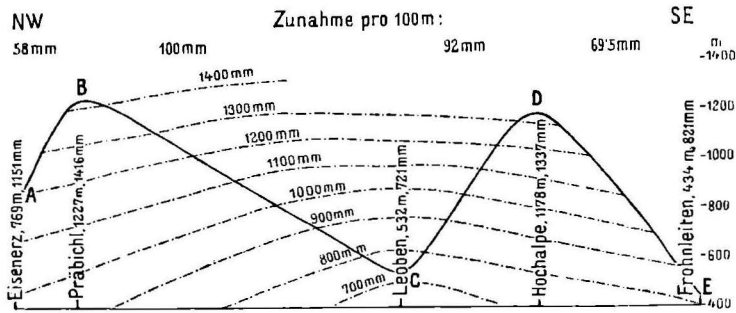 NW
Zunahme pro 100m:
SE
58mm
100mm
92mm
69'5mm
m
-1400
B
1400mm
1300mm
D
-1200
1200mm
-1000
1100mm
A
1000mm
-800
900mm
-600
800mm
C
700mm
E
400
Eisenerz, 769m, 1151mm
Präbichl, 1227m, 1416mm
Leoben, 532m, 721mm
Hochalpe, 1178m, 1337mm
Frohnleiten, 434m, 821mm